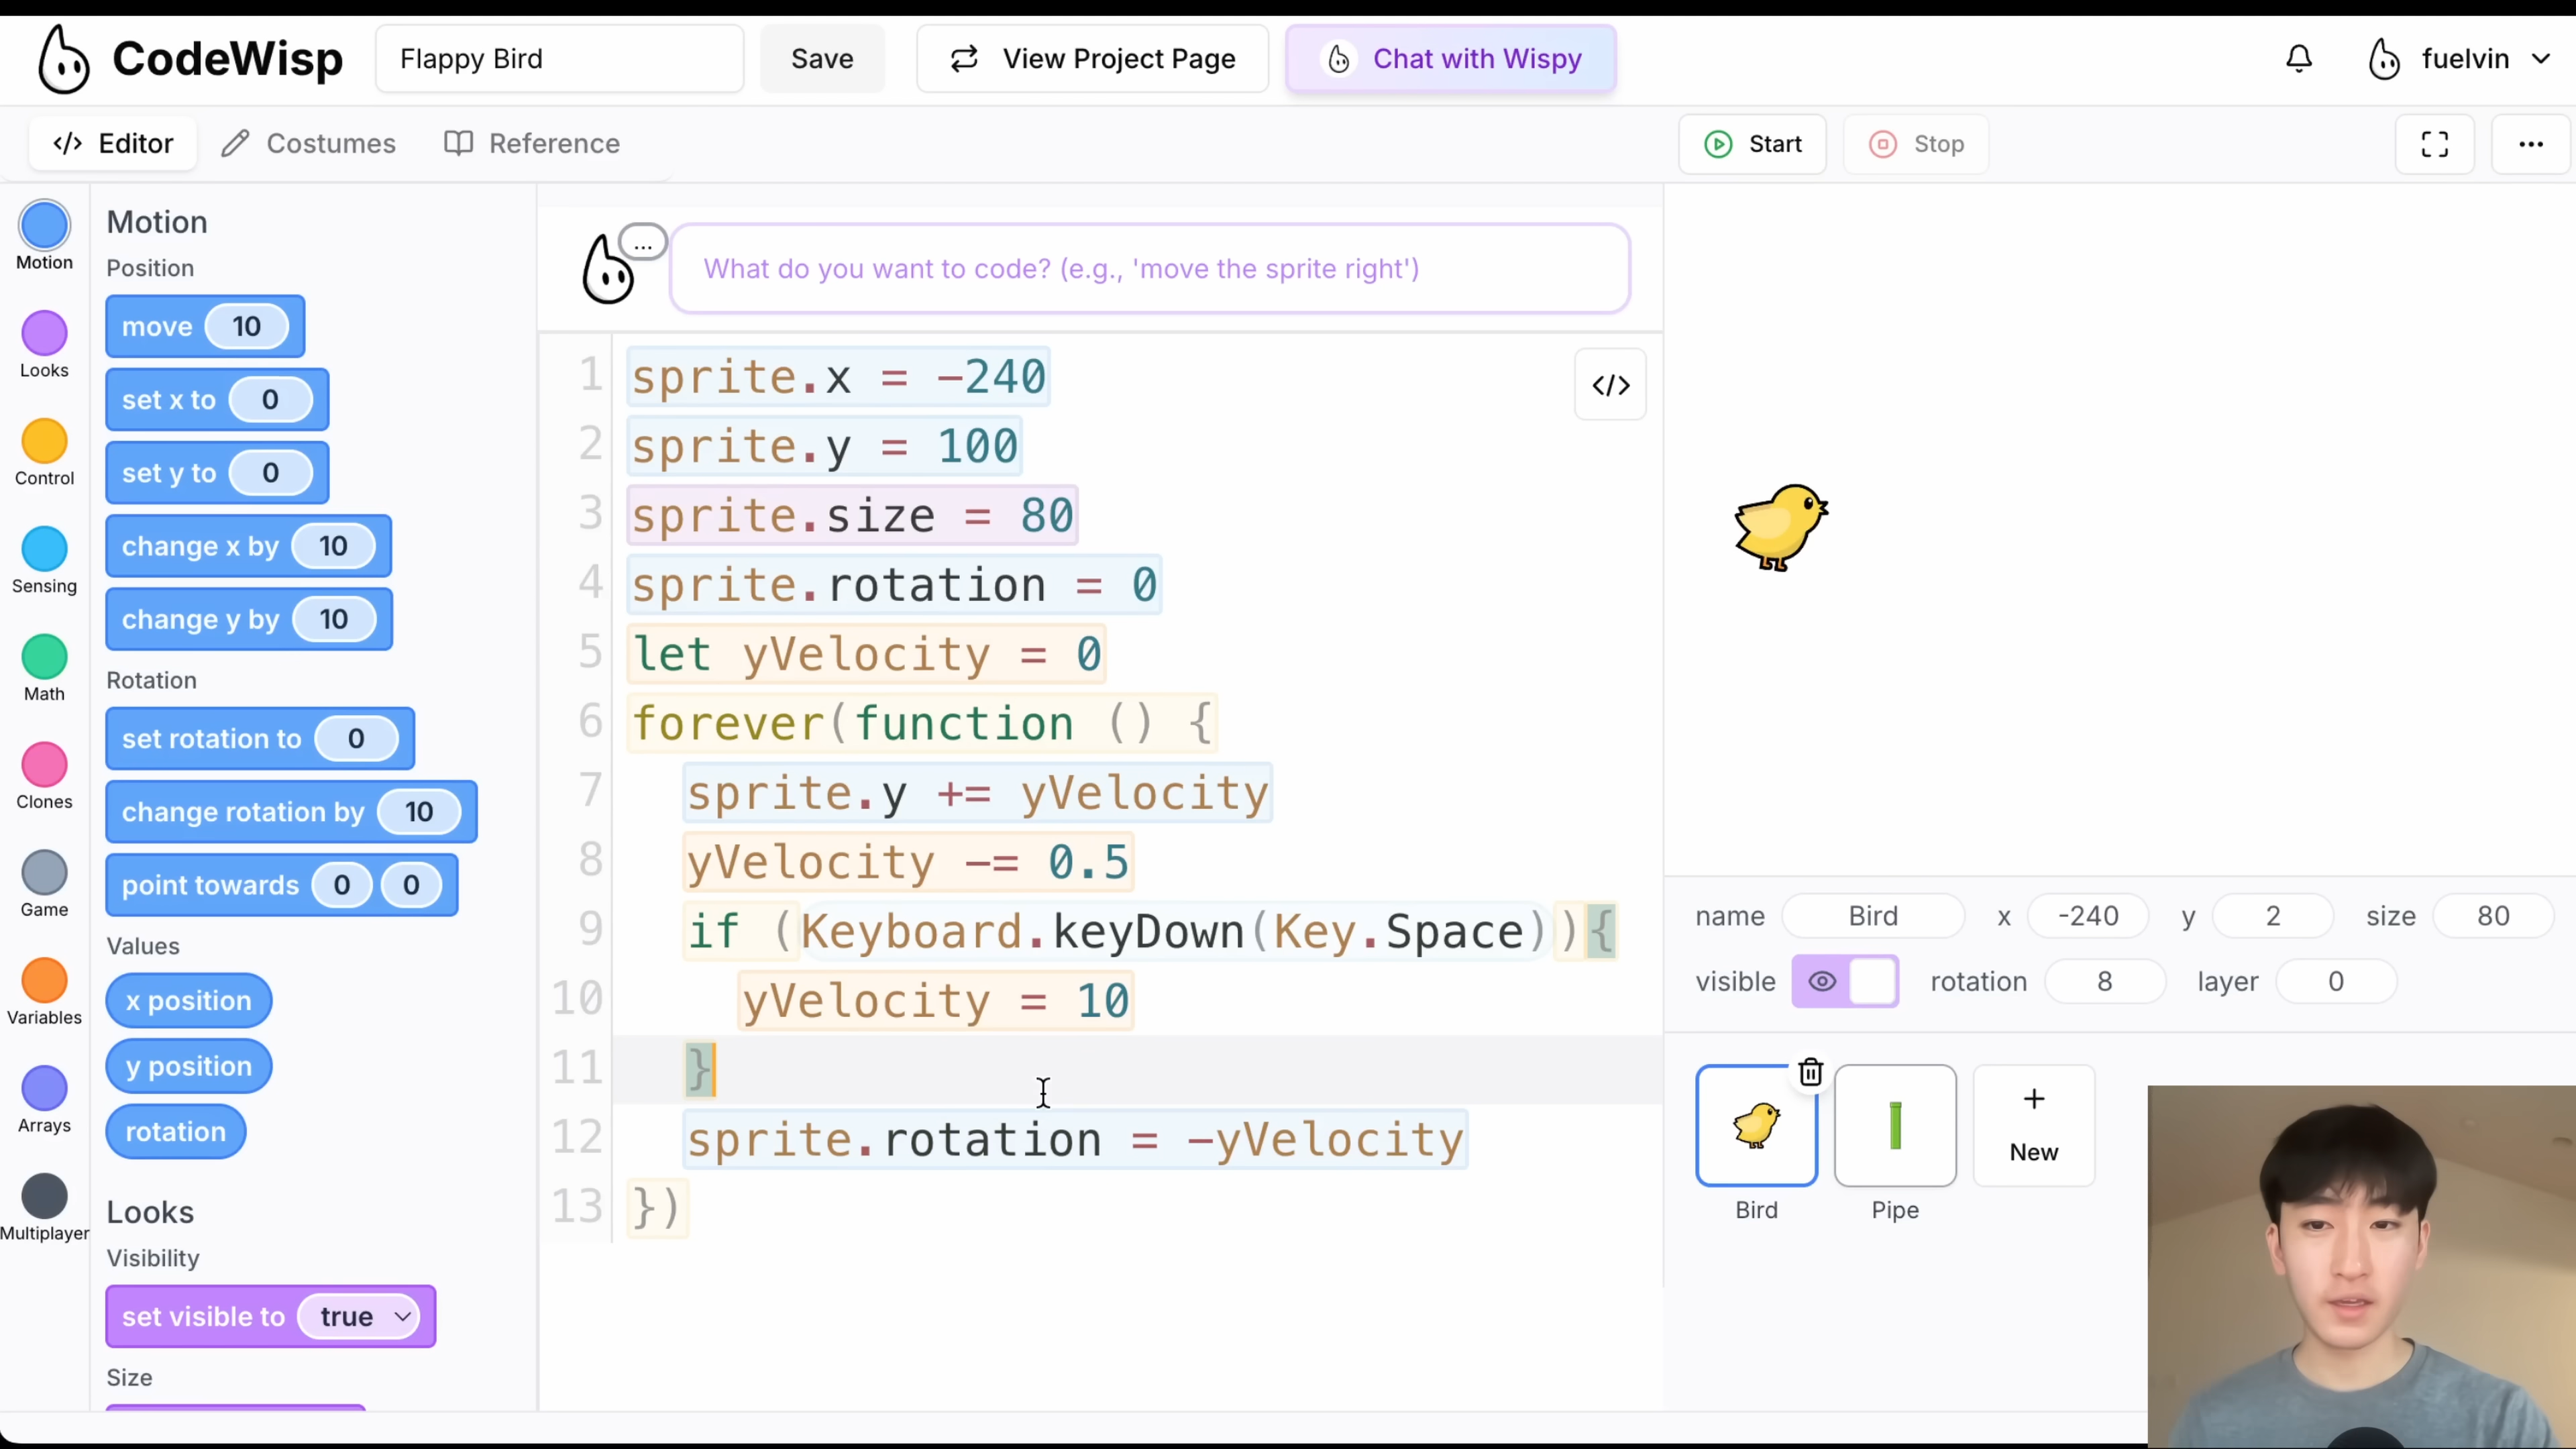 CodeWisp
Flappy Bird
Save
View Project Page
Chat with Wispy
fuelvin
Editor
Costumes
Reference
Start
Stop
...
Motion
Looks
Control
Sensing
Math
Clones
Game
Variables
Arrays
Multiplayer
Motion
Position
move 10
set x to 0
set y to 0
change x by 10
change y by 10
Rotation
set rotation to 0
change rotation by 10
point towards 0 0
Values
x position
y position
rotation
Looks
Visibility
set visible to true
Size
...
What do you want to code? (e.g., 'move the sprite right')
</>
1 sprite.x = -240
2 sprite.y = 100
3 sprite.size = 80
4 sprite.rotation = 0
5 let yVelocity = 0
6 forever(function () {
7 sprite.y += yVelocity
8 yVelocity -= 0.5
9 if (Keyboard.keyDown(Key.Space)){
10 yVelocity = 10
11 }
12 sprite.rotation = -yVelocity
13 })
name Bird x -240 y 2 size 80
visible rotation 8 layer 0
Bird
Pipe
+
New